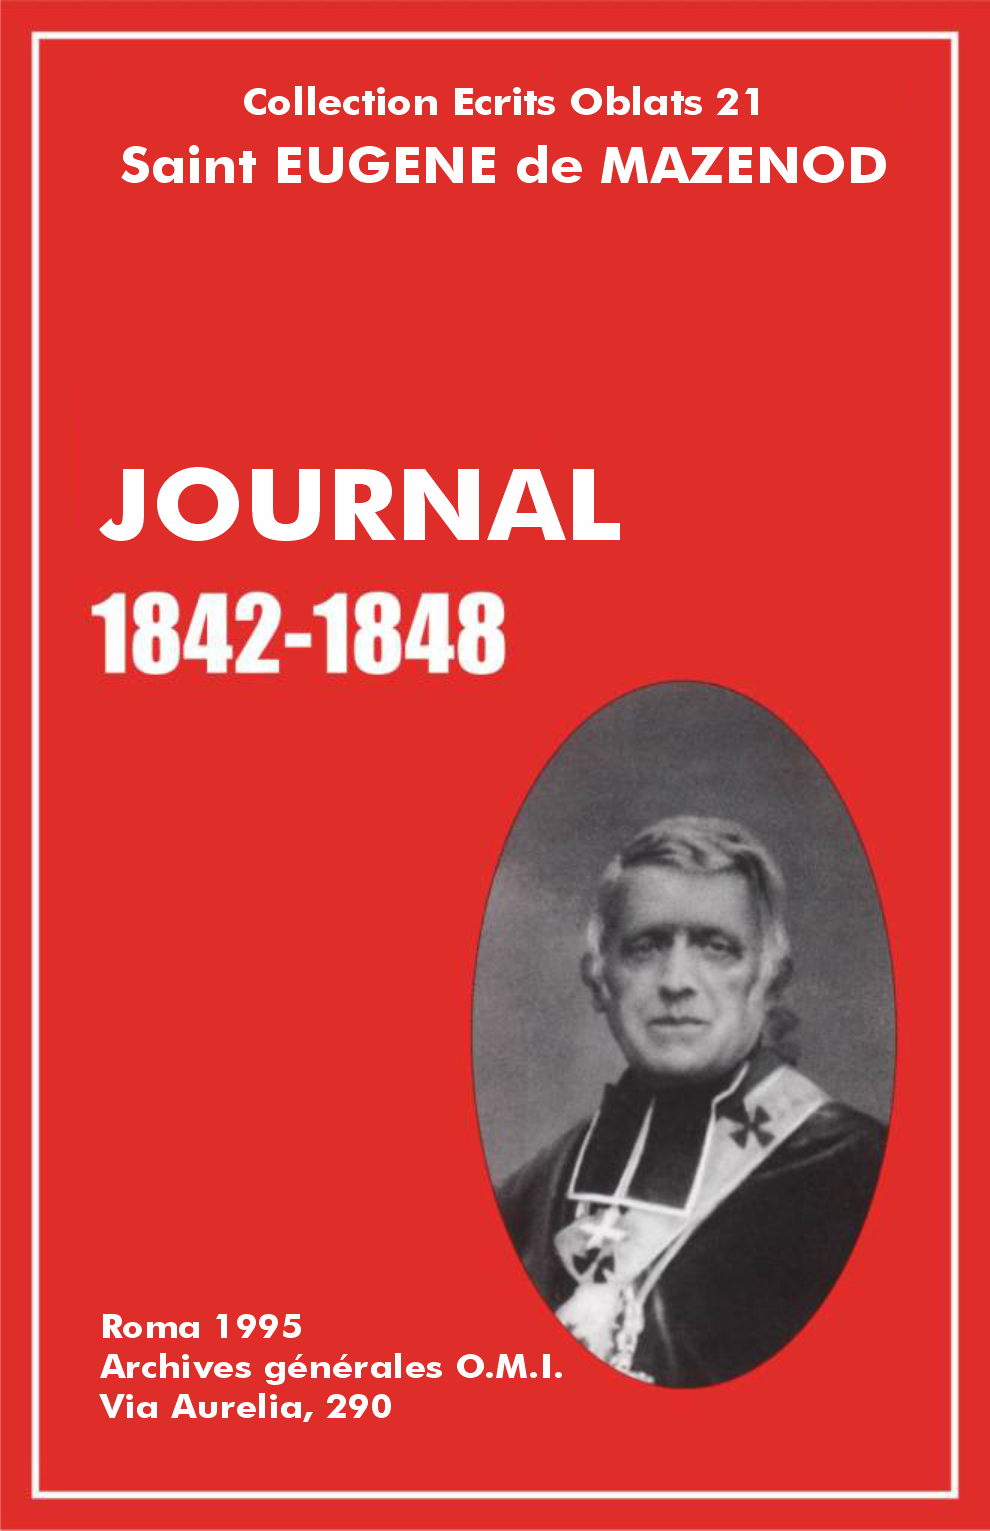 Collection Ecrits Oblats 21
Saint EUGENE de MAZENOD
JOURNAL
1842-1848
Roma 1995
Archives générales O.M.I.
Via Aurelia, 290